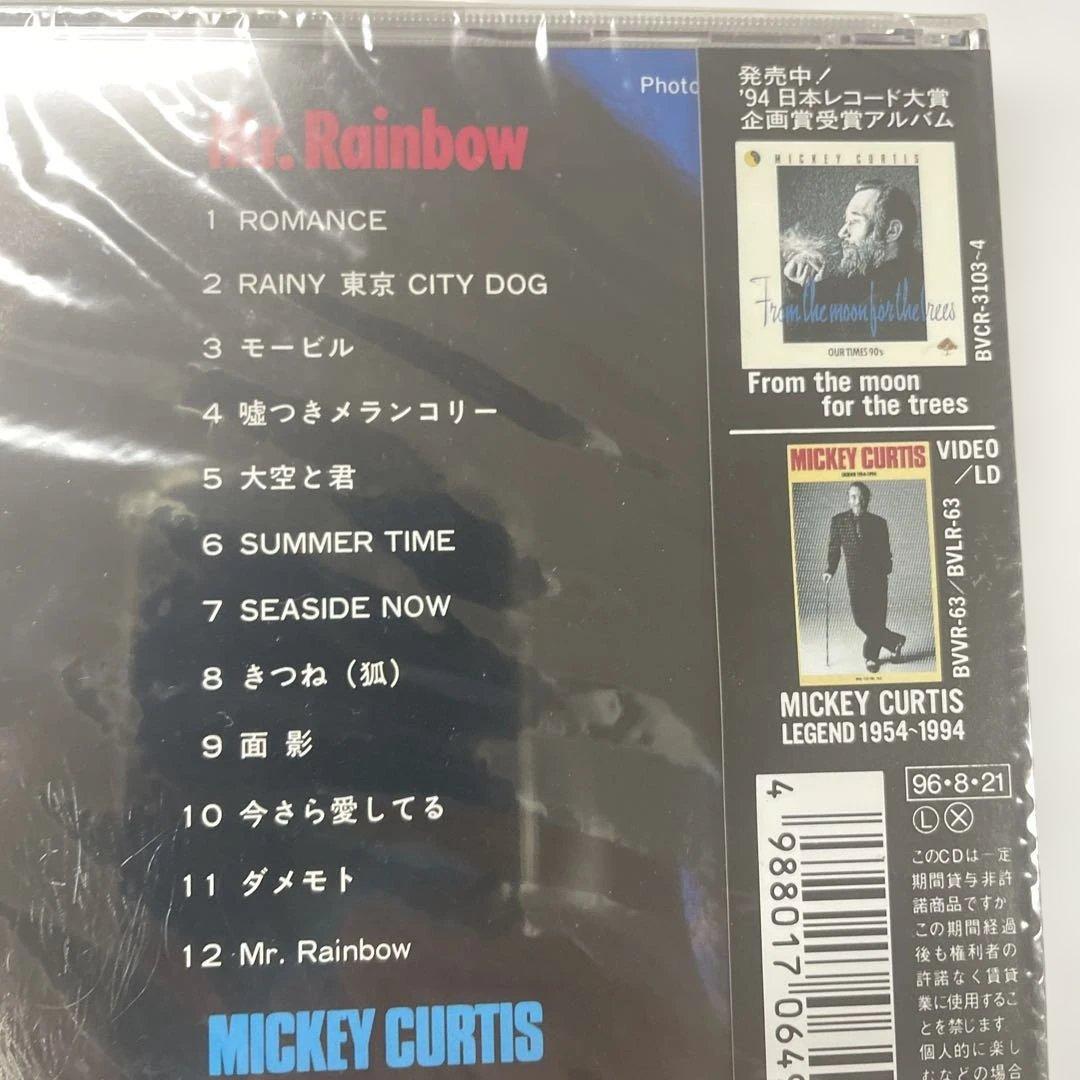 Mr. Rainbow
1 ROMANCE
2 RAINY 東京 CITY DOG
3 モービル
4 嘘つきメランコリー
5 大空と君
6 SUMMER TIME
7 SEASIDE NOW
8 きつね（狐）
9 面 影
10 今さら愛してる
11 ダメモト
12 Mr. Rainbow
MICKEY CURTIS
Photo
発売中！
'94 日本レコード大賞
企画賞受賞アルバム
MICKEY CURTIS
From the moon for the trees
OUR TIMES 90's
BVCR-3103~4
From the moon
for the trees
VIDEO
/LD
MICKEY CURTIS
LEGEND 1954-1994
BVVR-63/BVLR-63
MICKEY CURTIS
LEGEND 1954~1994
96・8・21
L X
4 988017 064
このCDは一定
期間貸与非許
諾商品ですか
この期間経過
後も権利者の
許諾なく賃貸
業に使用するこ
とを禁じます
個人的に楽し
むなどの場合